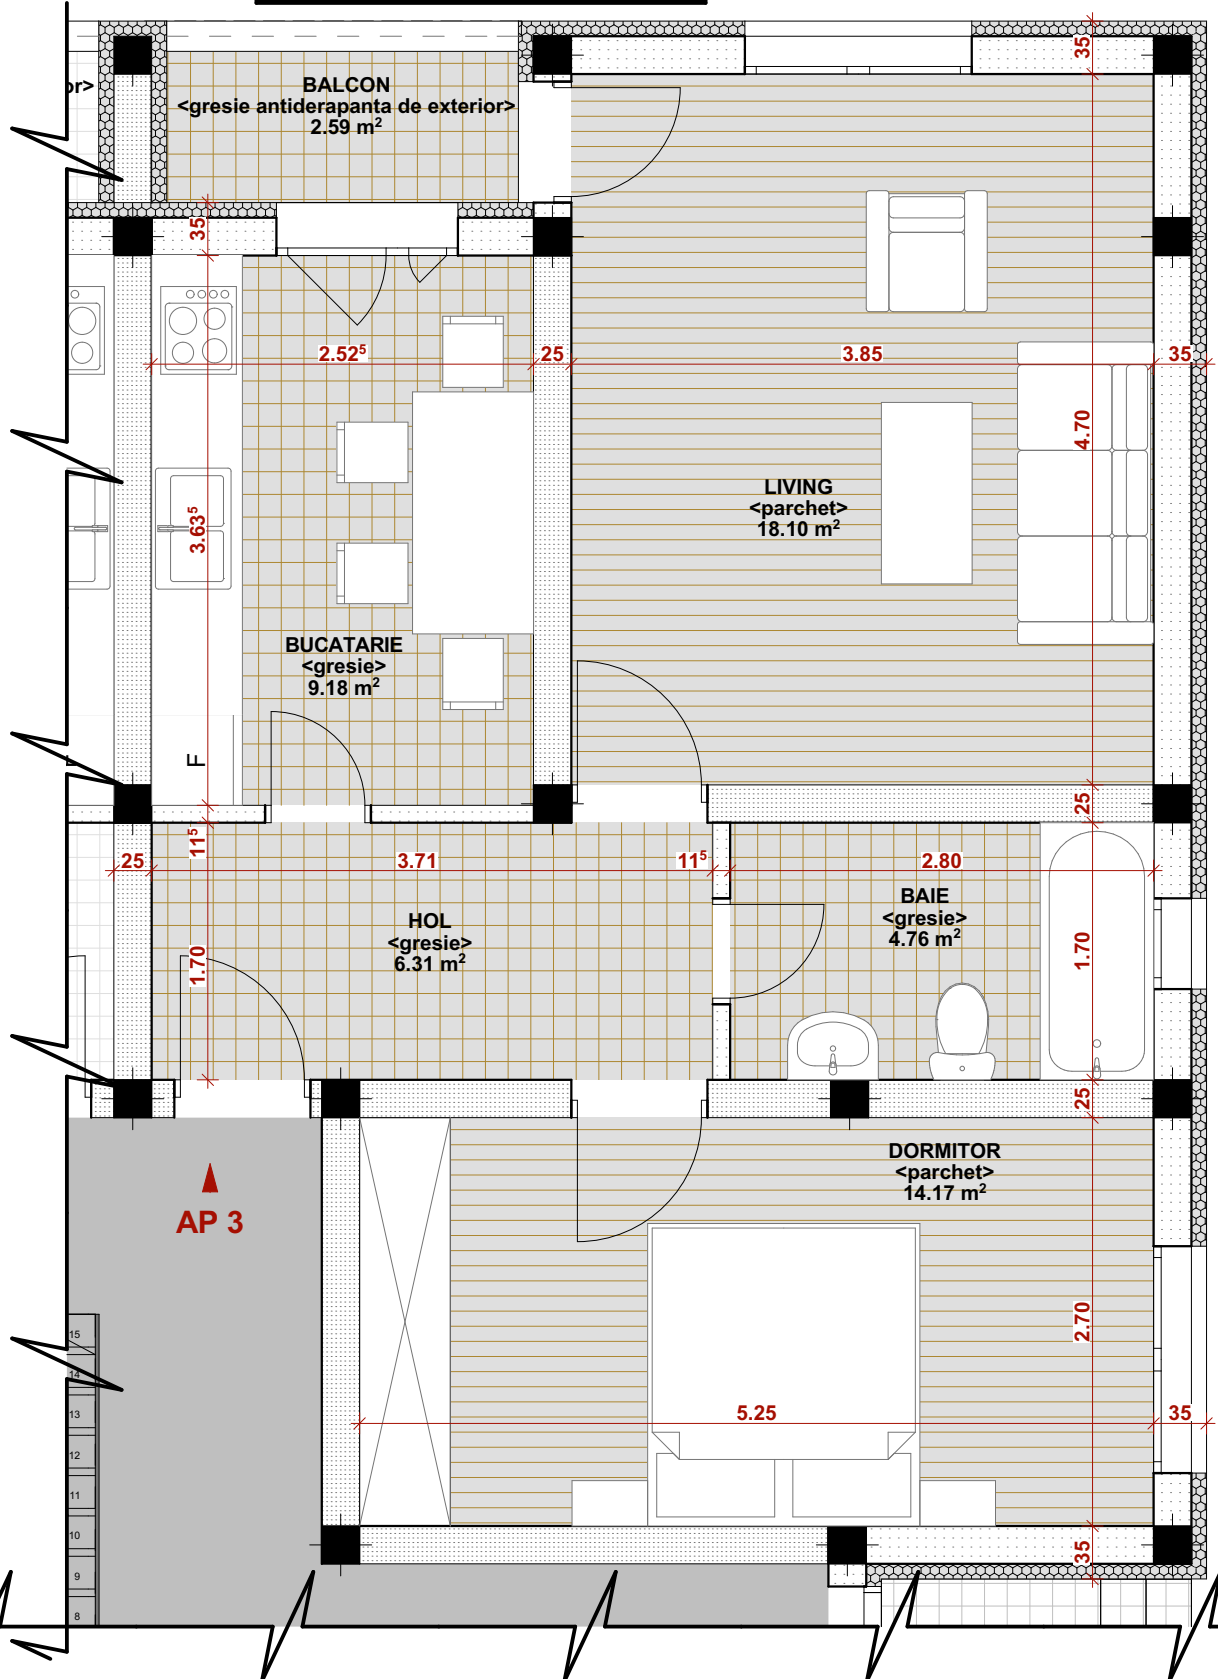 35
or>
BALCON
<gresie antiderapanta de exterior>
2.59 m²
35
2.52⁵
25
3.85
35
4.70
LIVING
<parchet>
18.10 m²
3.63⁵
BUCATARIE
<gresie>
9.18 m²
F
25
11⁵
25
3.71
11⁵
2.80
BAIE
<gresie>
4.76 m²
HOL
<gresie>
6.31 m²
1.70
1.70
25
DORMITOR
<parchet>
14.17 m²
AP 3
2.70
15
14
13
12
11
10
9
8
5.25
35
35